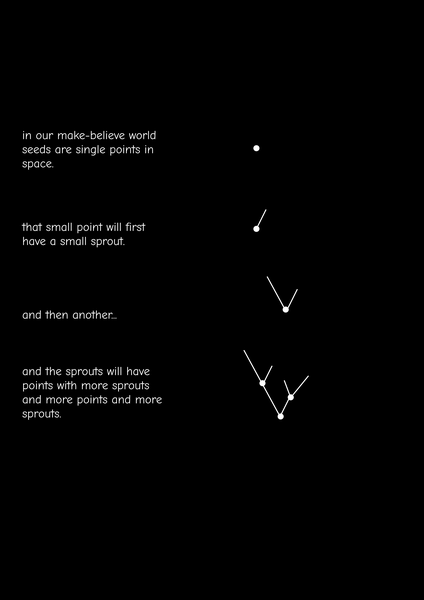 in our make-believe world
seeds are single points in
space.
that small point will first
have a small sprout.
and then another...
and the sprouts will have
points with more sprouts
and more points and more
sprouts.